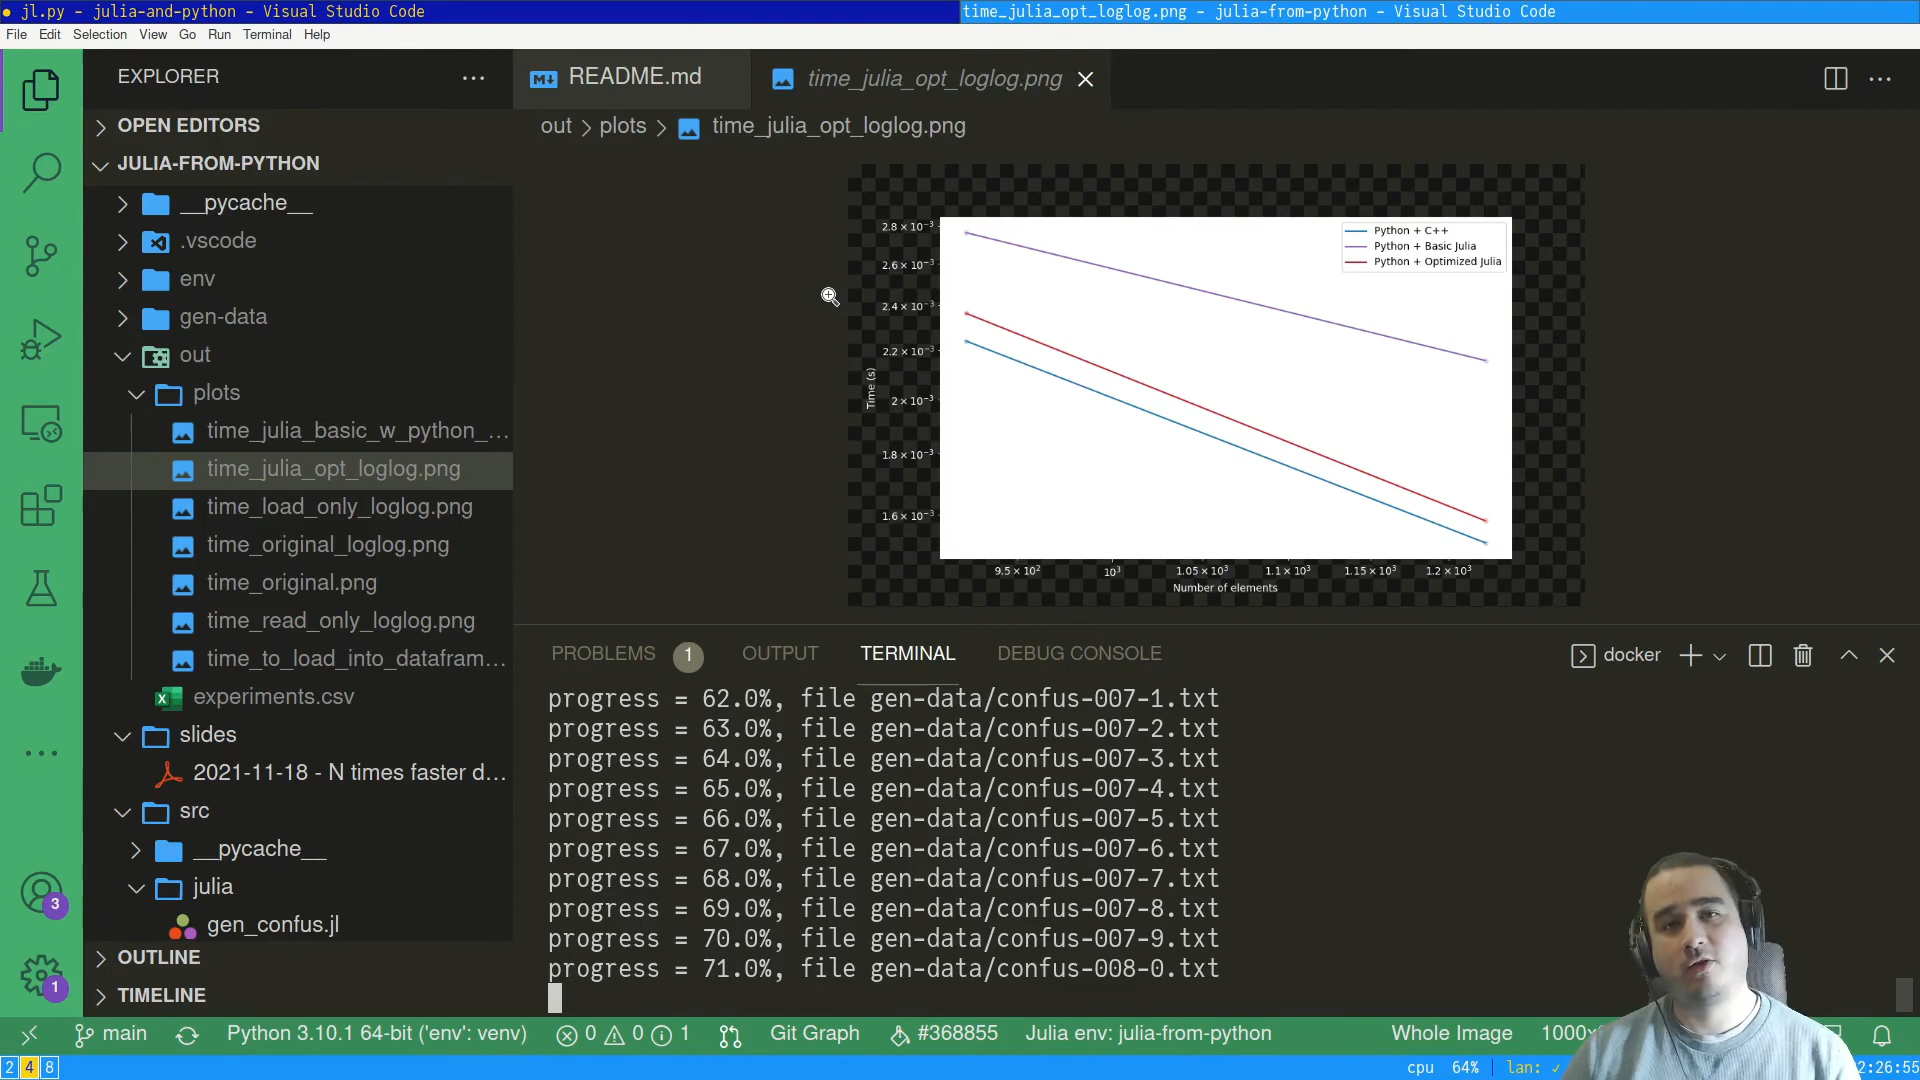 jl.py - julia-and-python - Visual Studio Code
time_julia_opt_loglog.png - julia-from-python - Visual Studio Code
File Edit Selection View Go Run Terminal Help
EXPLORER
README.md
time_julia_opt_loglog.png
OPEN EDITORS
out > plots > time_julia_opt_loglog.png
JULIA-FROM-PYTHON
__pycache__
.vscode
env
gen-data
out
plots
time_julia_basic_w_python_...
time_julia_opt_loglog.png
time_load_only_loglog.png
time_original_loglog.png
time_original.png
time_read_only_loglog.png
time_to_load_into_datafram...
experiments.csv
slides
2021-11-18 - N times faster d...
src
__pycache__
julia
gen_confus.jl
OUTLINE
TIMELINE
Python + C++
Python + Basic Julia
Python + Optimized Julia
2.8 × 10⁻³
2.6 × 10⁻³
2.4 × 10⁻³
2.2 × 10⁻³
2 × 10⁻³
1.8 × 10⁻³
1.6 × 10⁻³
Time (s)
9.5 × 10² 10³ 1.05 × 10³ 1.1 × 10³ 1.15 × 10³ 1.2 × 10³
Number of elements
PROBLEMS 1 OUTPUT TERMINAL DEBUG CONSOLE docker
progress = 62.0%, file gen-data/confus-007-1.txt
progress = 63.0%, file gen-data/confus-007-2.txt
progress = 64.0%, file gen-data/confus-007-3.txt
progress = 65.0%, file gen-data/confus-007-4.txt
progress = 66.0%, file gen-data/confus-007-5.txt
progress = 67.0%, file gen-data/confus-007-6.txt
progress = 68.0%, file gen-data/confus-007-7.txt
progress = 69.0%, file gen-data/confus-007-8.txt
progress = 70.0%, file gen-data/confus-007-9.txt
progress = 71.0%, file gen-data/confus-008-0.txt
3
1
main Python 3.10.1 64-bit ('env': venv) 0 0 1 Git Graph #368855 Julia env: julia-from-python Whole Image
2 4 8 cpu 64% lan: ✓ 2:26:55